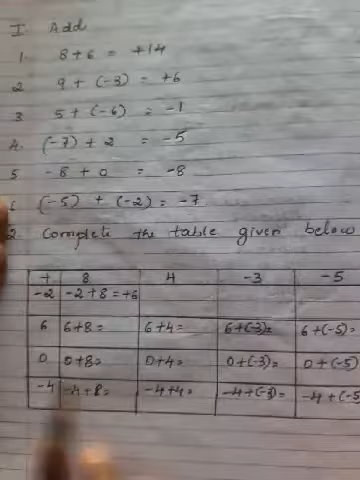 I. Add
1. 8+6 = +14
2 9 + (-3) = +6
3 5 + (-6) = -1
4. (-7) + 2 = -5
5 -8 + 0 = -8
6 (-5) + (-2) = -7
2 Complete the table given below
+ 8 4 -3 -5
-2 -2+8=+6
6 6+8= 6+4= 6+(-3)= 6+(-5)=
0 0+8= 0+4= 0+(-3)= 0+(-5)
-4 -4+8= -4+4= -4+(-3)= -4+(-5